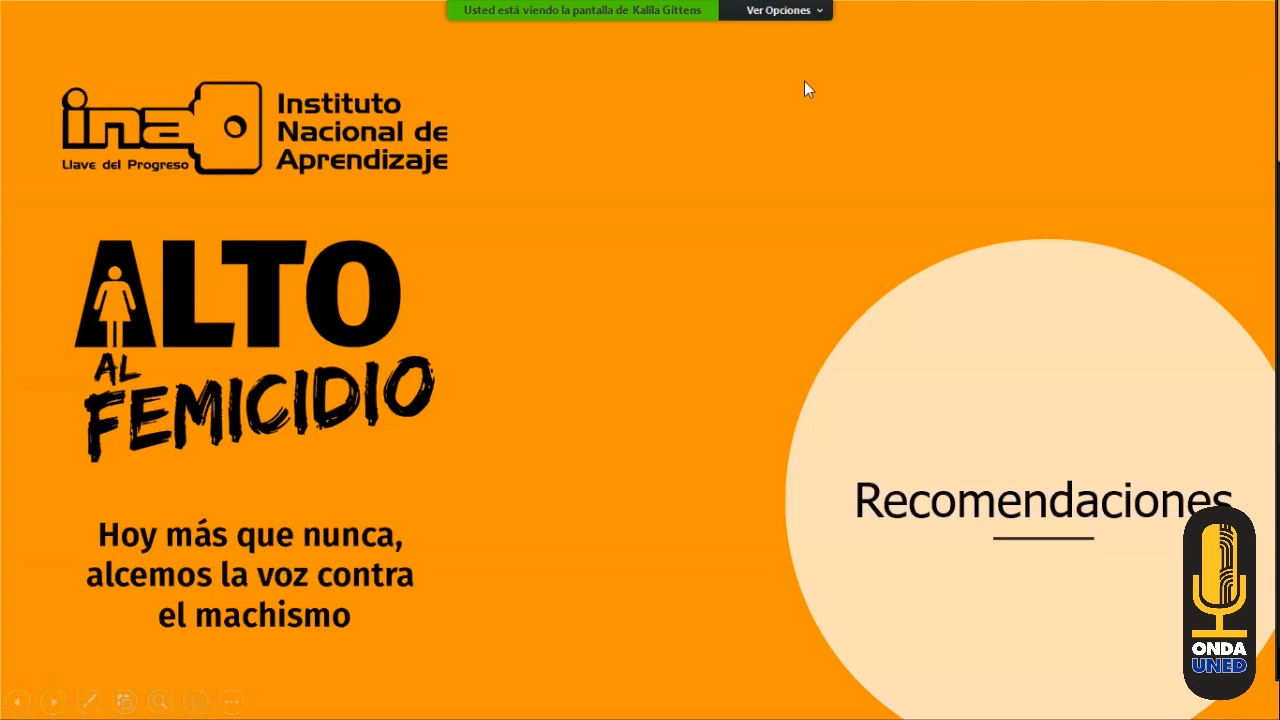 Usted está viendo la pantalla de Kalila Gittens
Ver Opciones
ina
Llave del Progreso
Instituto
Nacional de
Aprendizaje
ALTO
AL
FEMICIDIO
Hoy más que nunca,
alcemos la voz contra
el machismo
Recomendaciones
ONDA
UNED